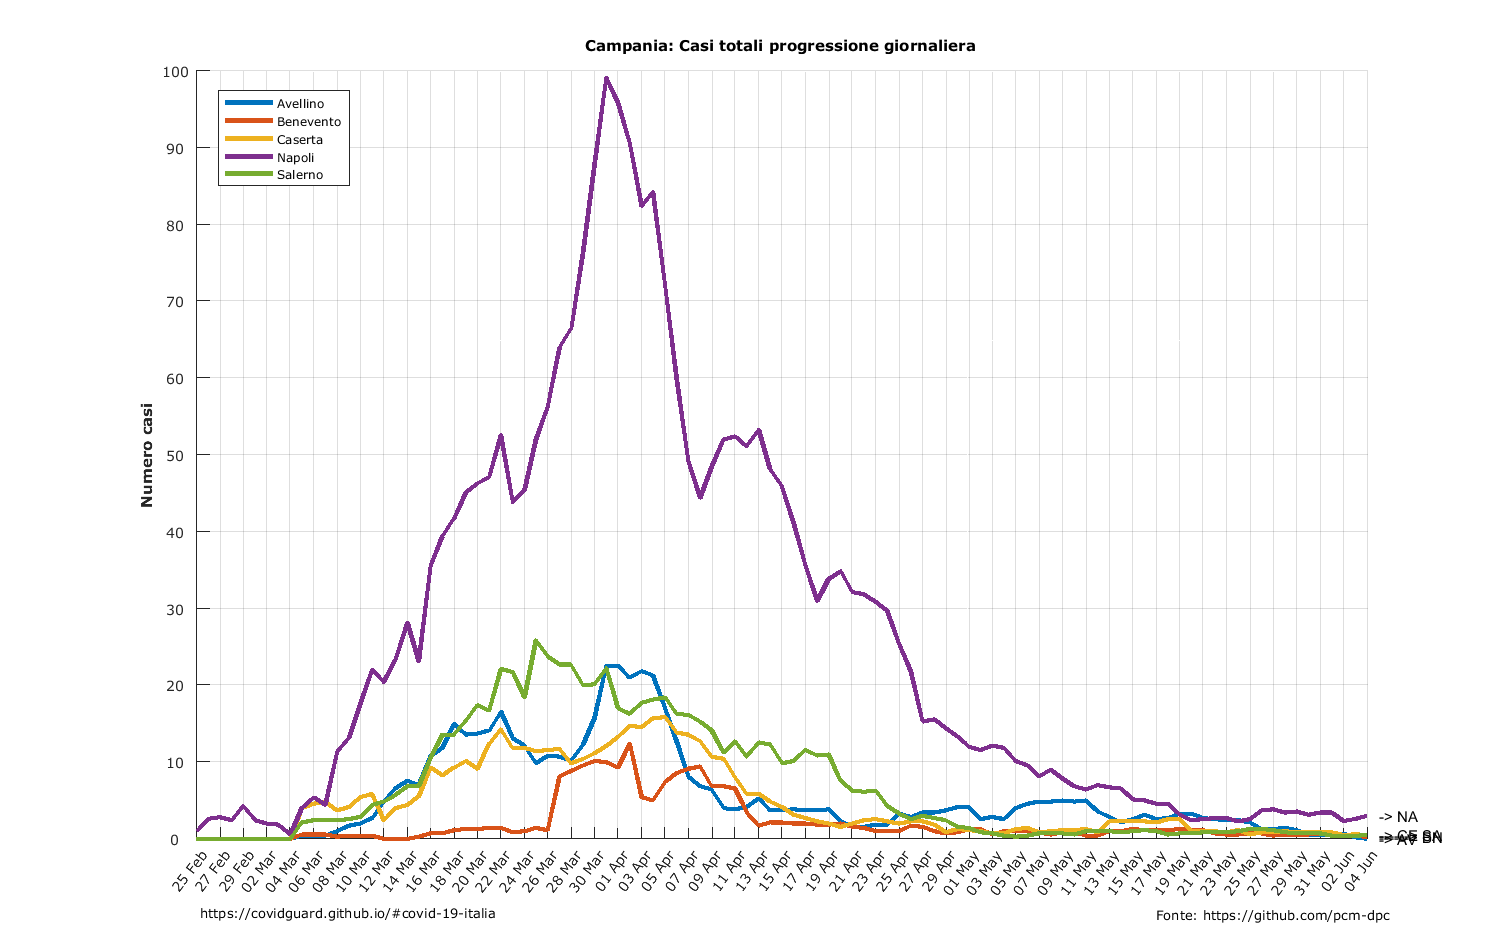 Campania: Casi totali progressione giornaliera
100
90
80
70
60
50
40
30
20
10
0
Numero casi
Avellino
Benevento
Caserta
Napoli
Salerno
-> NA
25 Feb
27 Feb
29 Feb
02 Mar
04 Mar
06 Mar
08 Mar
10 Mar
12 Mar
14 Mar
16 Mar
18 Mar
20 Mar
22 Mar
24 Mar
26 Mar
28 Mar
30 Mar
01 Apr
03 Apr
05 Apr
07 Apr
09 Apr
11 Apr
13 Apr
15 Apr
17 Apr
19 Apr
21 Apr
23 Apr
25 Apr
27 Apr
29 Apr
01 May
03 May
05 May
07 May
09 May
11 May
13 May
15 May
17 May
19 May
21 May
23 May
25 May
27 May
29 May
31 May
02 Jun
04 Jun
https://covidguard.github.io/#covid-19-italia
Fonte: https://github.com/pcm-dpc